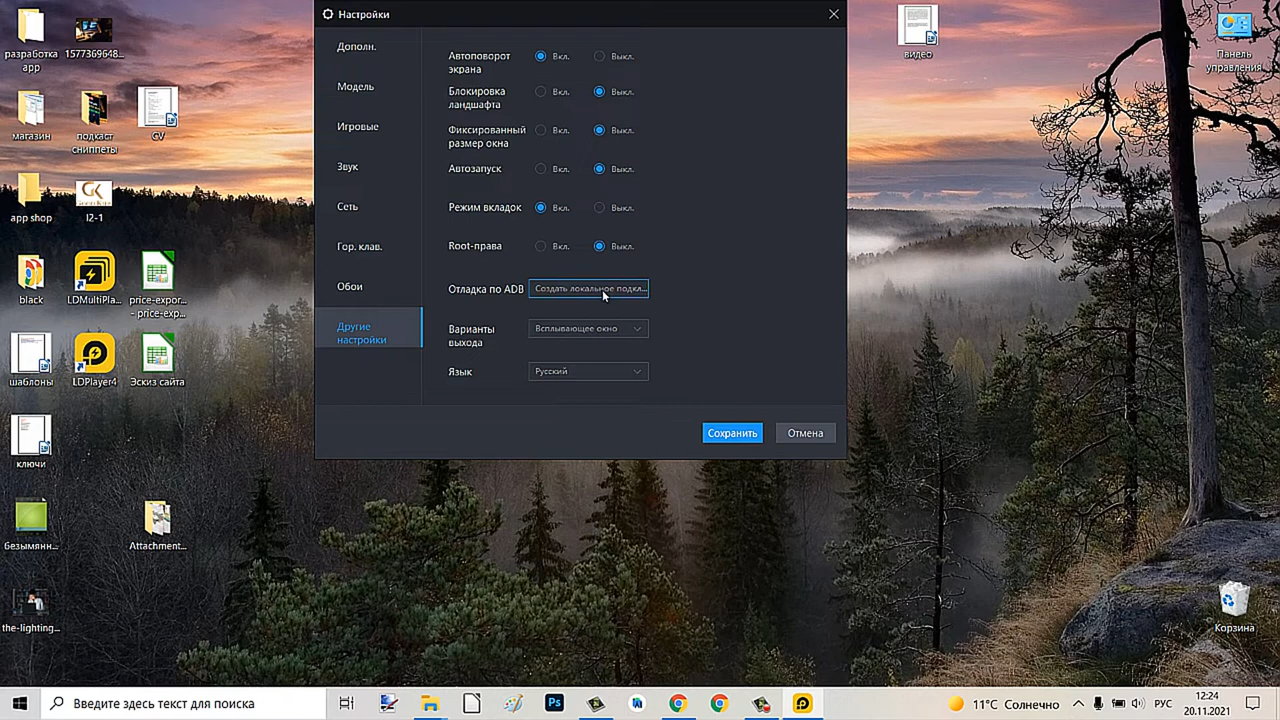 Настройки
Дополн.
Модель
Игровые
Звук
Сеть
Гор. клав.
Обои
Другие
настройки
Автоповорот
экрана
Вкл.
Выкл.
Блокировка
ландшафта
Вкл.
Выкл.
Фиксированный
размер окна
Вкл.
Выкл.
Автозапуск
Вкл.
Выкл.
Режим вкладок
Вкл.
Выкл.
Root-права
Вкл.
Выкл.
Отладка по ADB
Создать локальное подкл...
Варианты
выхода
Всплывающее окно
Язык
Русский
Сохранить
Отмена
разработка
app
1577369648...
магазин
подкаст
сниппеты
CV
app shop
GK
l2-1
black
LDMultiPla...
price-expor...
- price-exp...
шаблоны
LDPlayer4
Эскиз сайта
ключи
безымянн...
Attachment...
the-lighting...
видео
Панель
управления
Корзина
Введите здесь текст для поиска
Ps
11°C Солнечно
РУС
12:24
20.11.2021